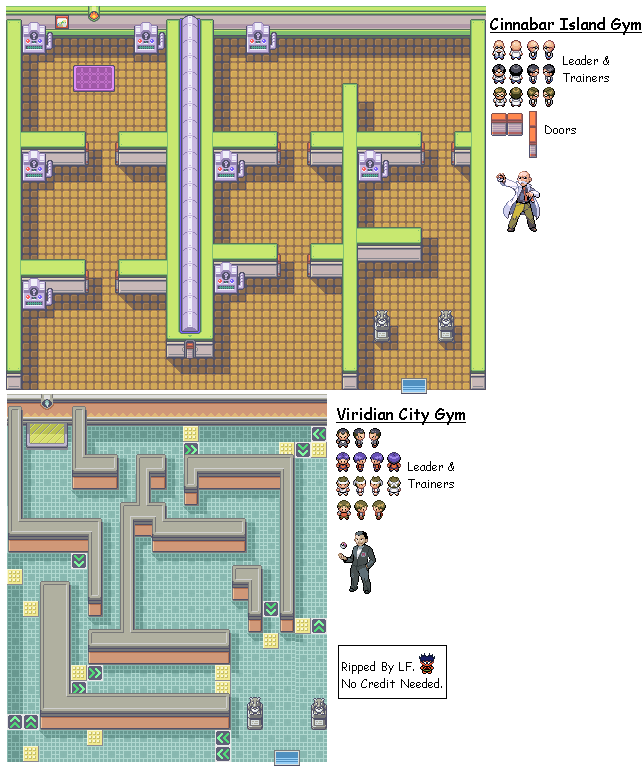 Cinnabar Island Gym
Leader &
Trainers
Doors
Viridian City Gym
Leader &
Trainers
Ripped By LF.
No Credit Needed.